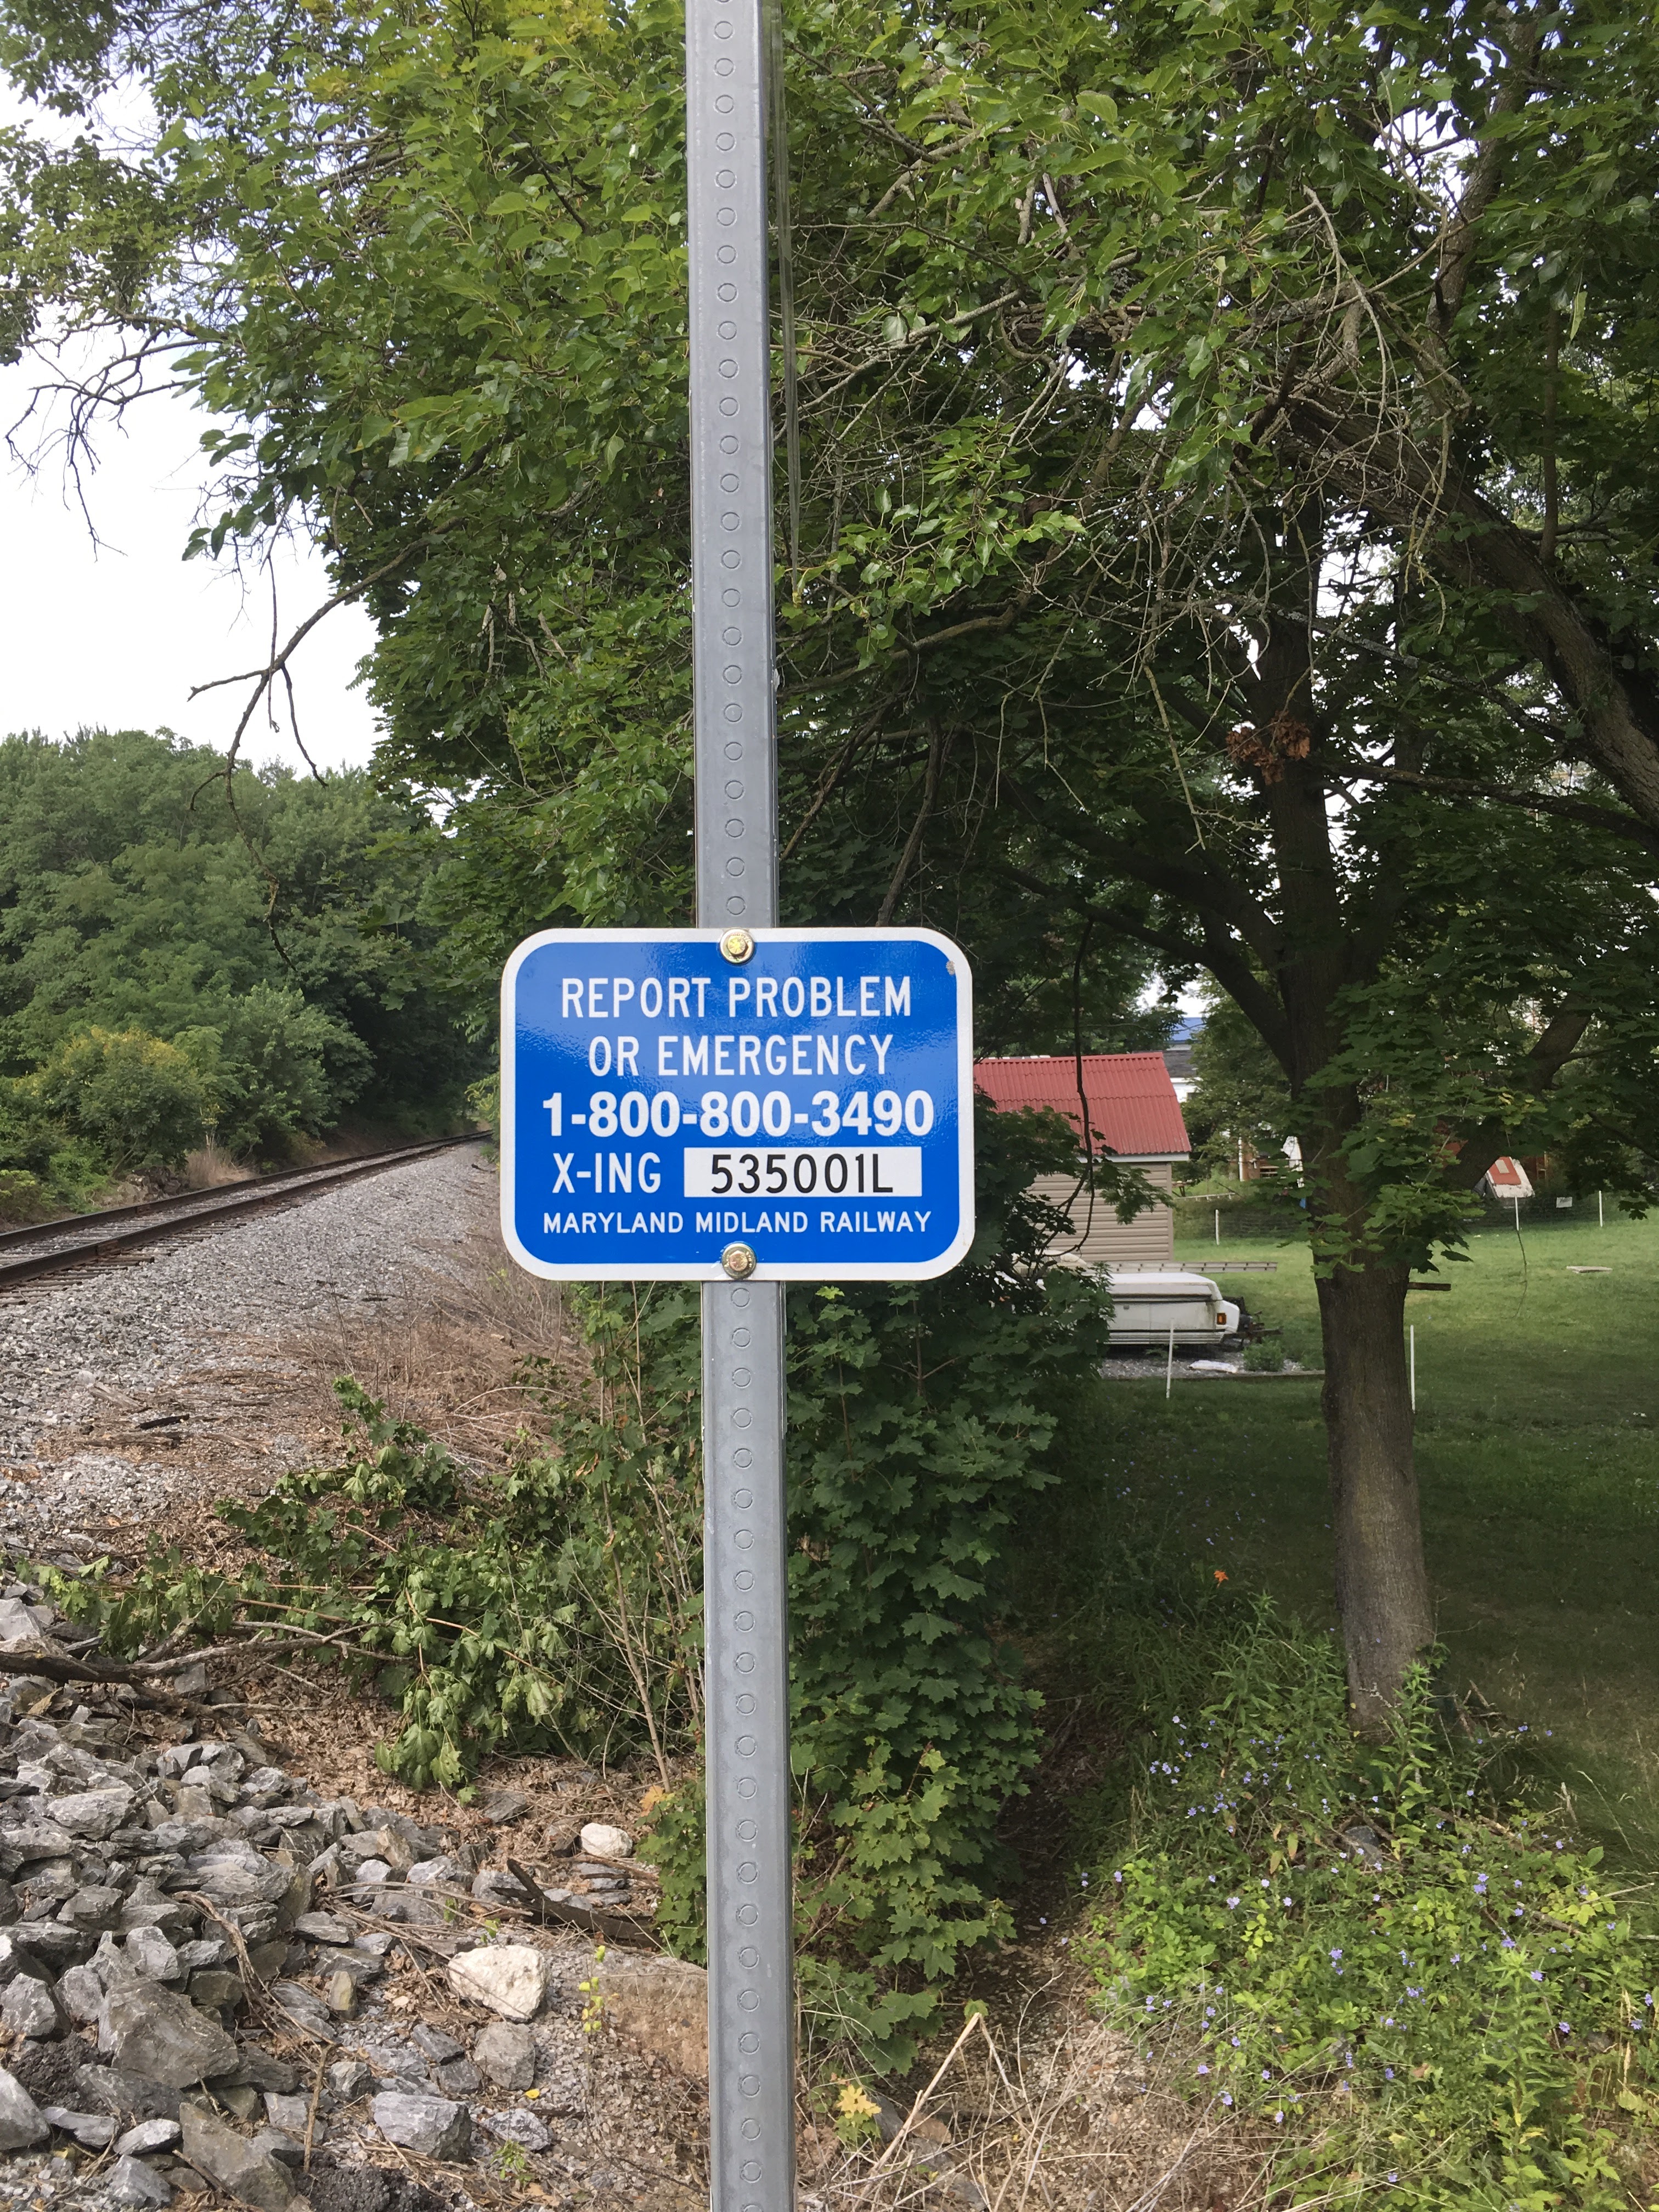 REPORT PROBLEM
OR EMERGENCY
1-800-800-3490
X-ING 535001L
MARYLAND MIDLAND RAILWAY